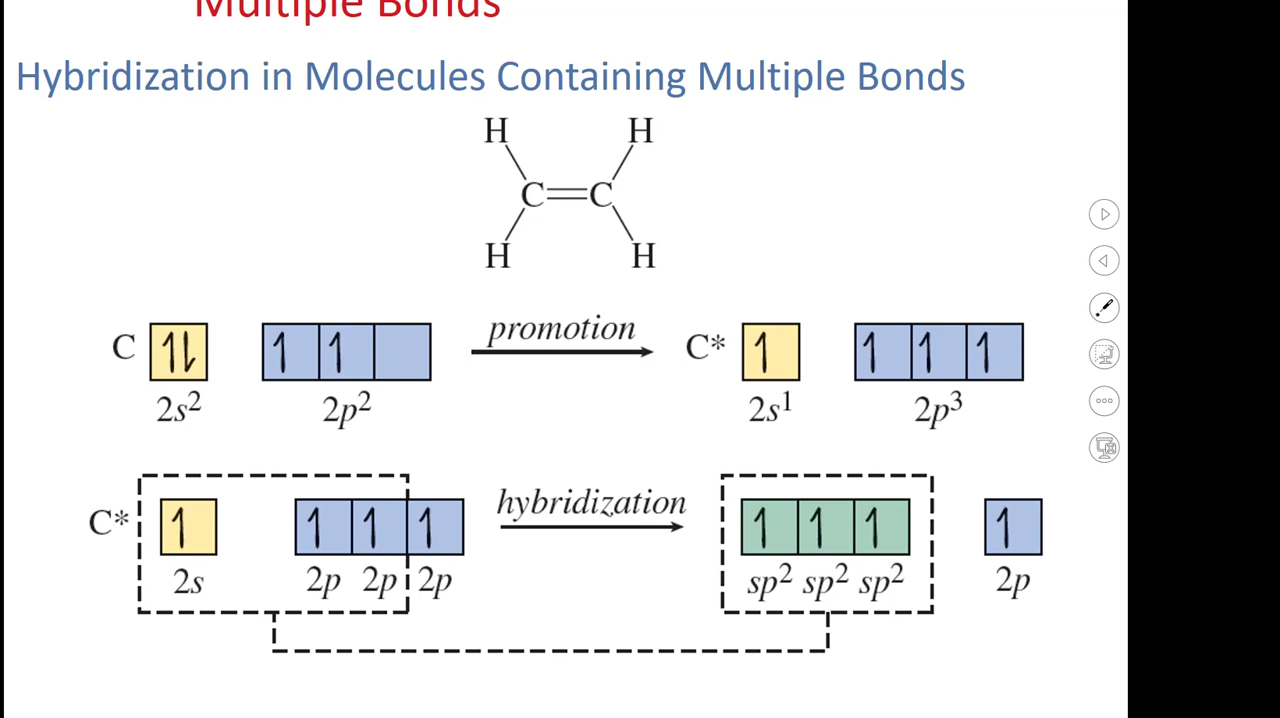 Multiple Bonds
Hybridization in Molecules Containing Multiple Bonds
H H
C=C
H H
C 2s² 2p² promotion C* 2s¹ 2p³
C* 2s 2p 2p 2p hybridization sp² sp² sp² 2p